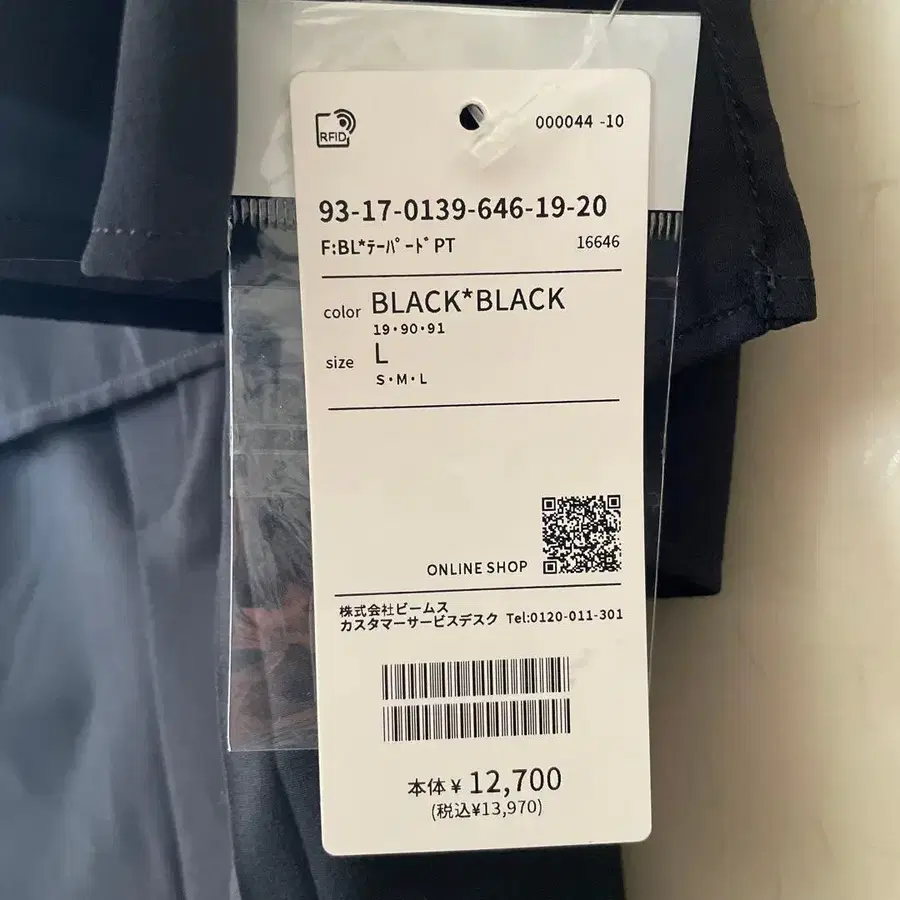 RFID
000044 -10
93-17-0139-646-19-20
F:BL*ﾃｰﾊﾟｰﾄﾞPT 16646
color BLACK*BLACK
19・90・91
size L
S・M・L
ONLINE SHOP
株式会社ビームス
カスタマーサービスデスク Tel:0120-011-301
本体¥12,700
(税込¥13,970)